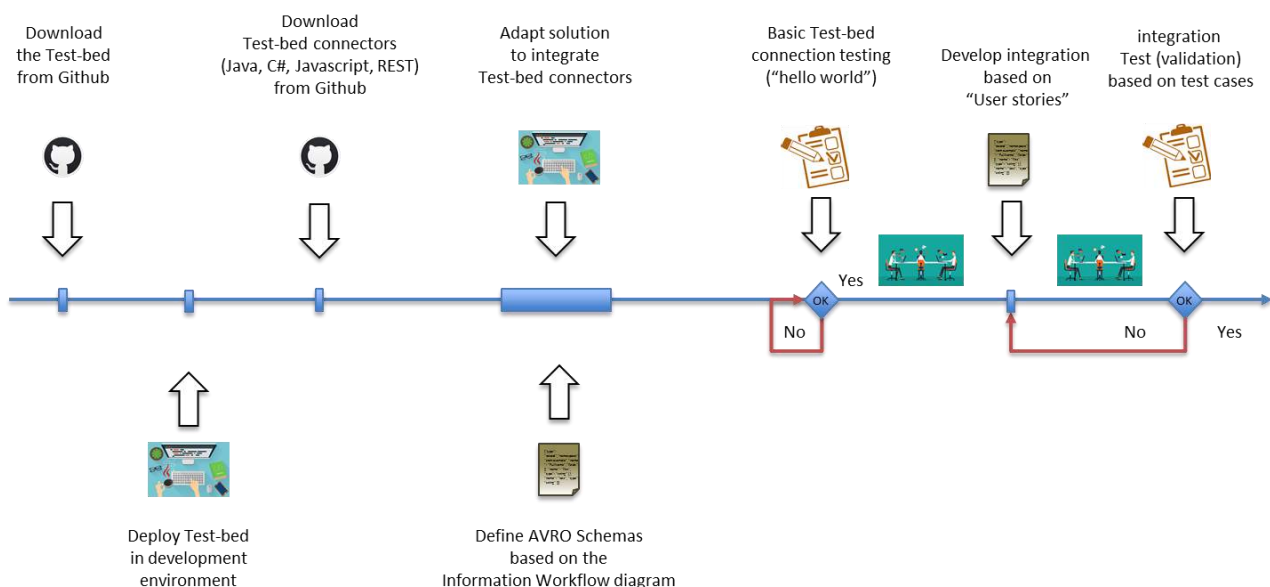 Download
the Test-bed
from Github
Download
Test-bed connectors
(Java, C#, Javascript, REST)
from Github
Adapt solution
to integrate
Test-bed connectors
Basic Test-bed
connection testing
(“hello world”)
Develop integration
based on
“User stories”
integration
Test (validation)
based on test cases
Yes
OK
No
OK
No
Yes
Deploy Test-bed
in development
environment
Define AVRO Schemas
based on the
Information Workflow diagram